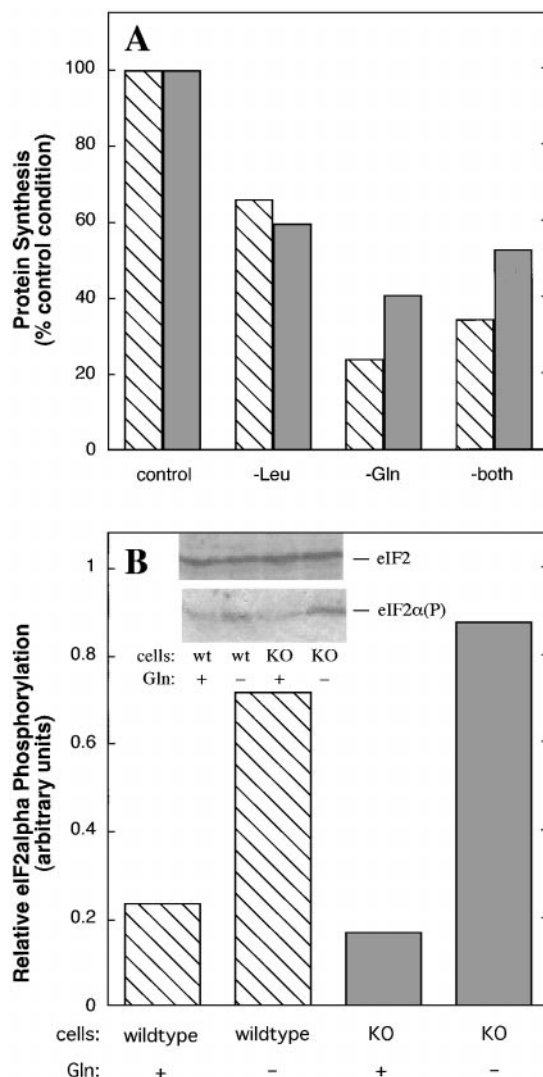 A
100
80
60
40
20
0
Protein Synthesis
(% control condition)
control -Leu -Gln -both
B
1
0.8
0.6
0.4
0.2
0
Relative eIF2alpha Phosphorylation
(arbitrary units)
— eIF2
— eIF2α(P)
cells: wt wt KO KO
Gln: + – + –
cells: wildtype wildtype KO KO
Gln: + – + –